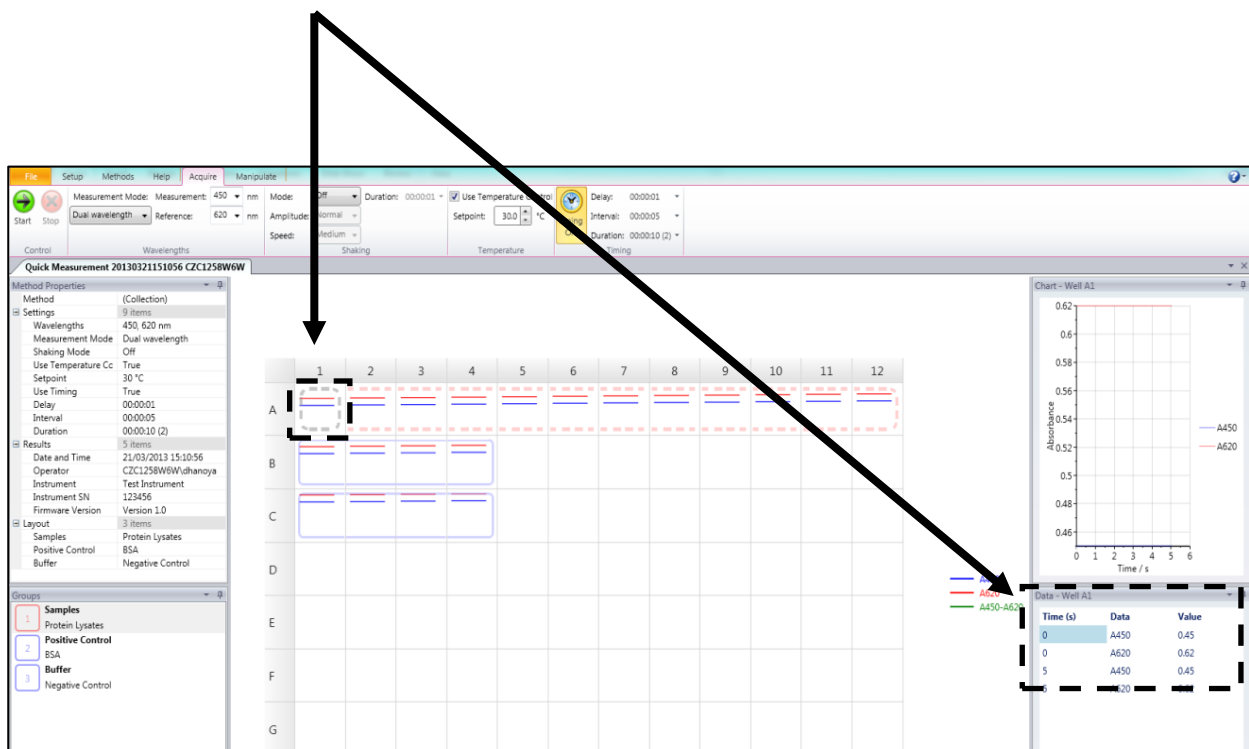 File Setup Methods Help Acquire Manipulate
Start Stop
Measurement Mode: Measurement: 450 nm
Dual wavelength Reference: 620 nm
Mode: Off Duration: 00:00:01
Amplitude: Normal
Speed: Medium
Use Temperature Control
Setpoint: 30.0 °C
Delay: 00:00:01
Interval: 00:00:05
Duration: 00:00:10 (2)
Control Wavelengths Shaking Temperature Timing
Quick Measurement 20130321151056 CZC1258W6W
Method Properties
Method (Collection)
Settings 9 items
Wavelengths 450, 620 nm
Measurement Mode Dual wavelength
Shaking Mode Off
Use Temperature Cc True
Setpoint 30 °C
Use Timing True
Delay 00:00:01
Interval 00:00:05
Duration 00:00:10 (2)
Results 5 items
Date and Time 21/03/2013 15:10:56
Operator CZC1258W6W\dhanoya
Instrument Test Instrument
Instrument SN 123456
Firmware Version Version 1.0
Layout 3 items
Samples Protein Lysates
Positive Control BSA
Buffer Negative Control
Groups
1 Samples
Protein Lysates
2 Positive Control
BSA
3 Buffer
Negative Control
1 2 3 4 5 6 7 8 9 10 11 12
A
B
C
D
E
F
G
A620
A450-A620
Chart - Well A1
0.62
0.6
0.58
0.56
0.54
0.52
0.5
0.48
0.46
Absorbance
0 1 2 3 4 5 6
Time / s
A450
A620
Data - Well A1
Time (s) Data Value
0 A450 0.45
0 A620 0.62
5 A450 0.45